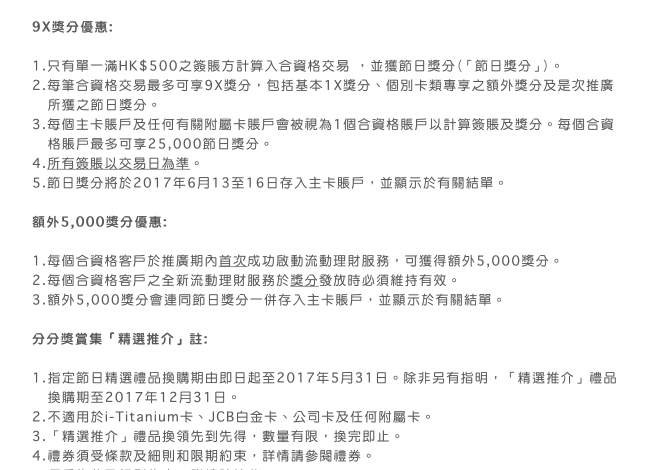 9X獎分優惠:
1.只有單一滿HK$500之簽賬方計算入合資格交易 ，並獲節日獎分(「節日獎分」)。
2.每筆合資格交易最多可享9X獎分，包括基本1X獎分、個別卡類專享之額外獎分及是次推廣
所獲之節日獎分。
3.每個主卡賬戶及任何有關附屬卡賬戶會被視為1個合資格賬戶以計算簽賬及獎分。每個合資
格賬戶最多可享25,000節日獎分。
4.所有簽賬以交易日為準。
5.節日獎分將於2017年6月13至16日存入主卡賬戶，並顯示於有關結單。
額外5,000獎分優惠:
1.每個合資格客戶於推廣期內首次成功啟動流動理財服務，可獲得額外5,000獎分。
2.每個合資格客戶之全新流動理財服務於獎分發放時必須維持有效。
3.額外5,000獎分會連同節日獎分一併存入主卡賬戶，並顯示於有關結單。
分分獎賞集「精選推介」註:
1.指定節日精選禮品換購期由即日起至2017年5月31日。除非另有指明，「精選推介」禮品
換購期至2017年12月31日。
2.不適用於i-Titanium卡、JCB白金卡、公司卡及任何附屬卡。
3.「精選推介」禮品換領先到先得，數量有限，換完即止。
4.禮券須受條款及細則和限期約束，詳情請參閱禮券。